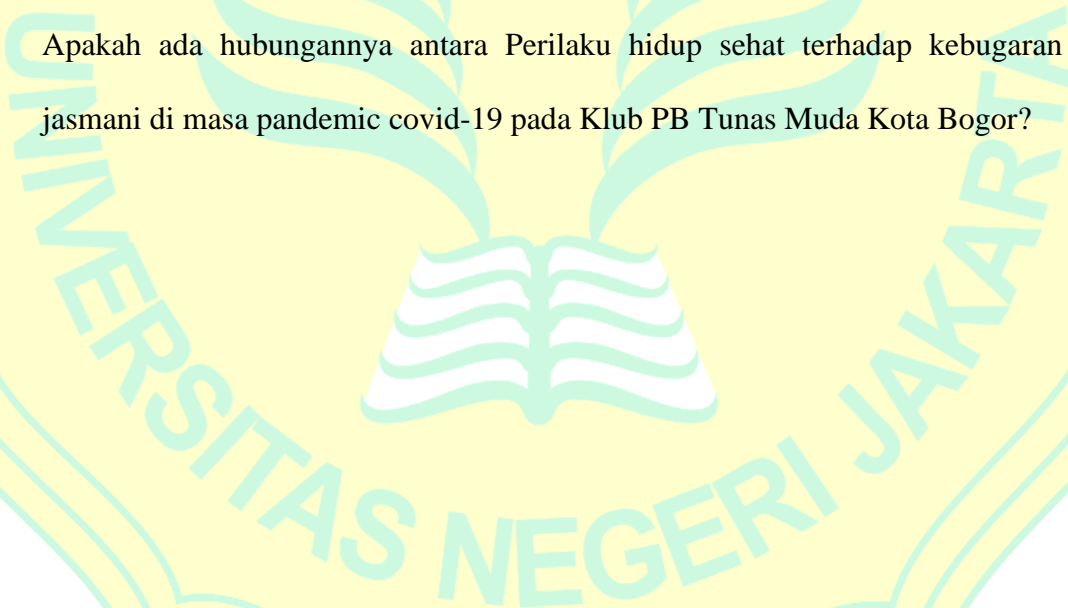 Apakah ada hubungannya antara Perilaku hidup sehat terhadap kebugaran
jasmani di masa pandemic covid-19 pada Klub PB Tunas Muda Kota Bogor?
UNIVERSITAS NEGERI JAKARTA